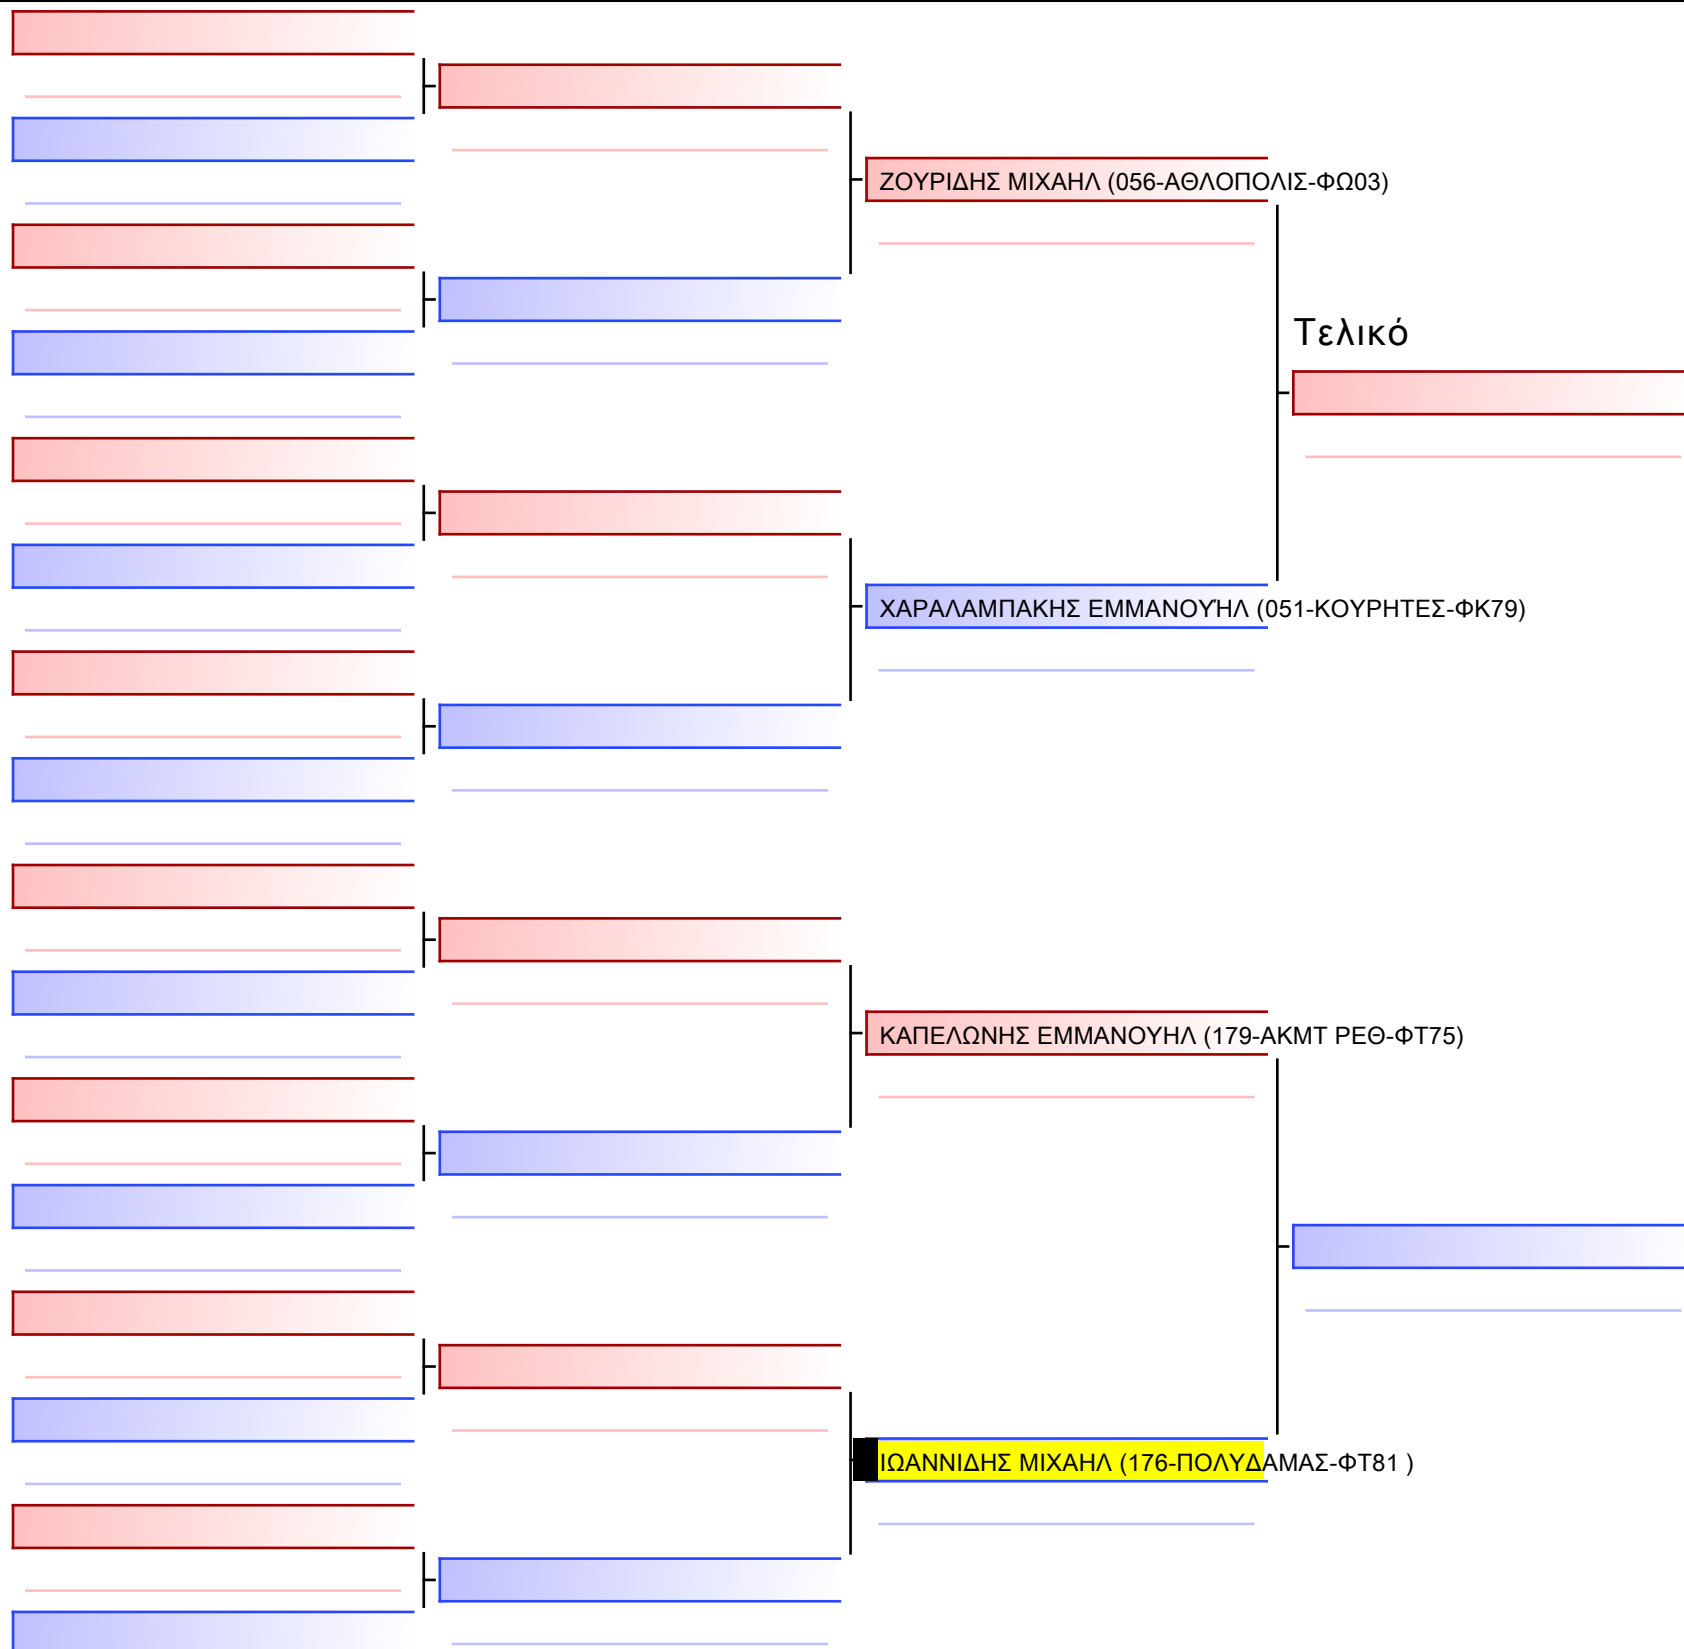 ΖΟΥΡΙΔΗΣ ΜΙΧΑΗΛ (056-ΑΘΛΟΠΟΛΙΣ-ΦΩ03)
Τελικό
ΧΑΡΑΛΑΜΠΑΚΗΣ ΕΜΜΑΝΟΥΉΛ (051-ΚΟΥΡΗΤΕΣ-ΦΚ79)
ΚΑΠΕΛΩΝΗΣ ΕΜΜΑΝΟΥΗΛ (179-ΑΚΜΤ ΡΕΘ-ΦΤ75)
ΙΩΑΝΝΙΔΗΣ ΜΙΧΑΗΛ (176-ΠΟΛΥΔΑΜΑΣ-ΦΤ81 )